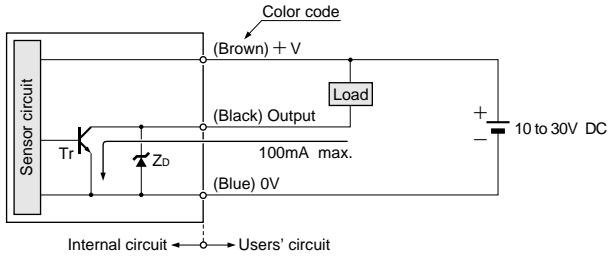 Color code
(Brown) + V
Sensor circuit
Load
(Black) Output
+
10 to 30V DC
−
Tr
ZD
100mA max.
(Blue) 0V
Internal circuit
Users' circuit